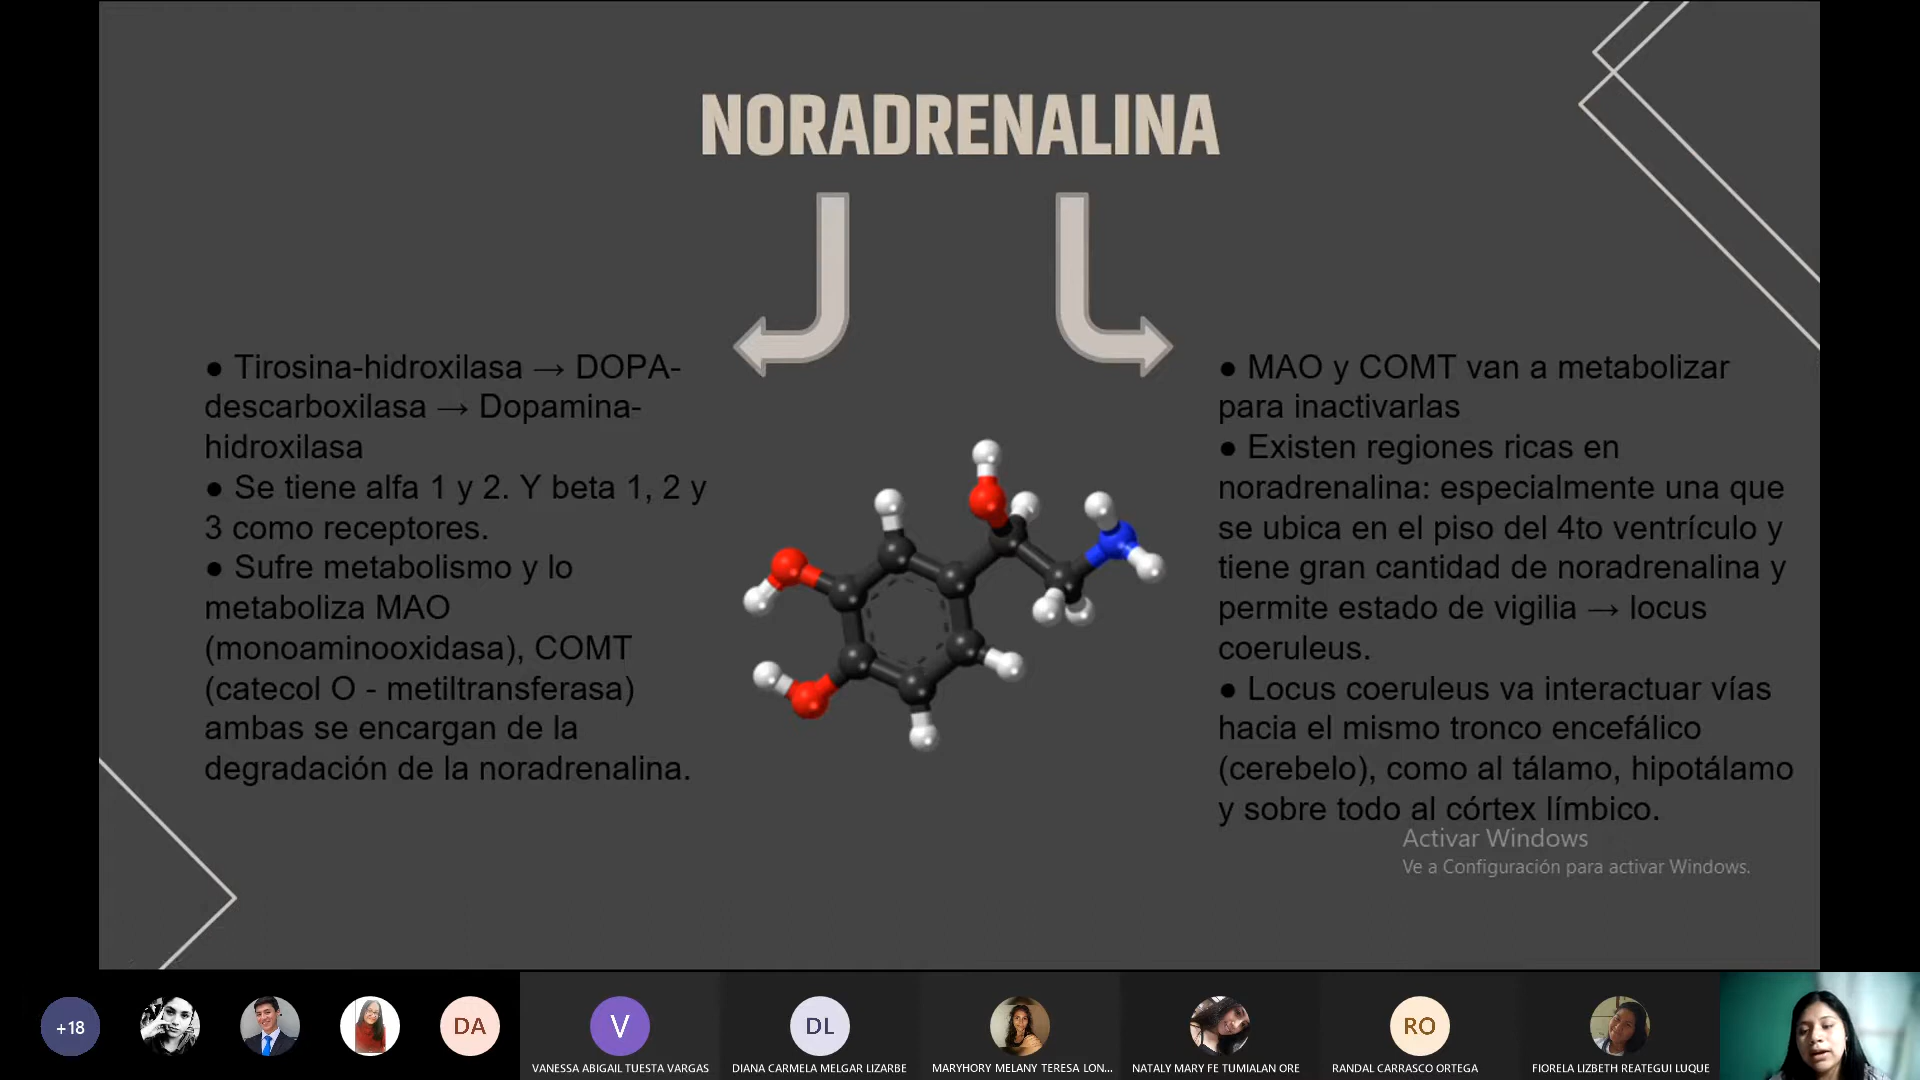 NORADRENALINA
● Tirosina-hidroxilasa → DOPA-
descarboxilasa → Dopamina-
hidroxilasa
● Se tiene alfa 1 y 2. Y beta 1, 2 y
3 como receptores.
● Sufre metabolismo y lo
metaboliza MAO
(monoaminooxidasa), COMT
(catecol O - metiltransferasa)
ambas se encargan de la
degradación de la noradrenalina.
● MAO y COMT van a metabolizar
para inactivarlas
● Existen regiones ricas en
noradrenalina: especialmente una que
se ubica en el piso del 4to ventrículo y
tiene gran cantidad de noradrenalina y
permite estado de vigilia → locus
coeruleus.
● Locus coeruleus va interactuar vías
hacia el mismo tronco encefálico
(cerebelo), como al tálamo, hipotálamo
y sobre todo al córtex límbico.
Activar Windows
Ve a Configuración para activar Windows.
+18
DA
V
DL
RO
VANESSA ABIGAIL TUESTA VARGAS
DIANA CARMELA MELGAR LIZARBE
MARYHORY MELANY TERESA LON...
NATALY MARY FE TUMIALAN ORE
RANDAL CARRASCO ORTEGA
FIORELA LIZBETH REATEGUI LUQUE